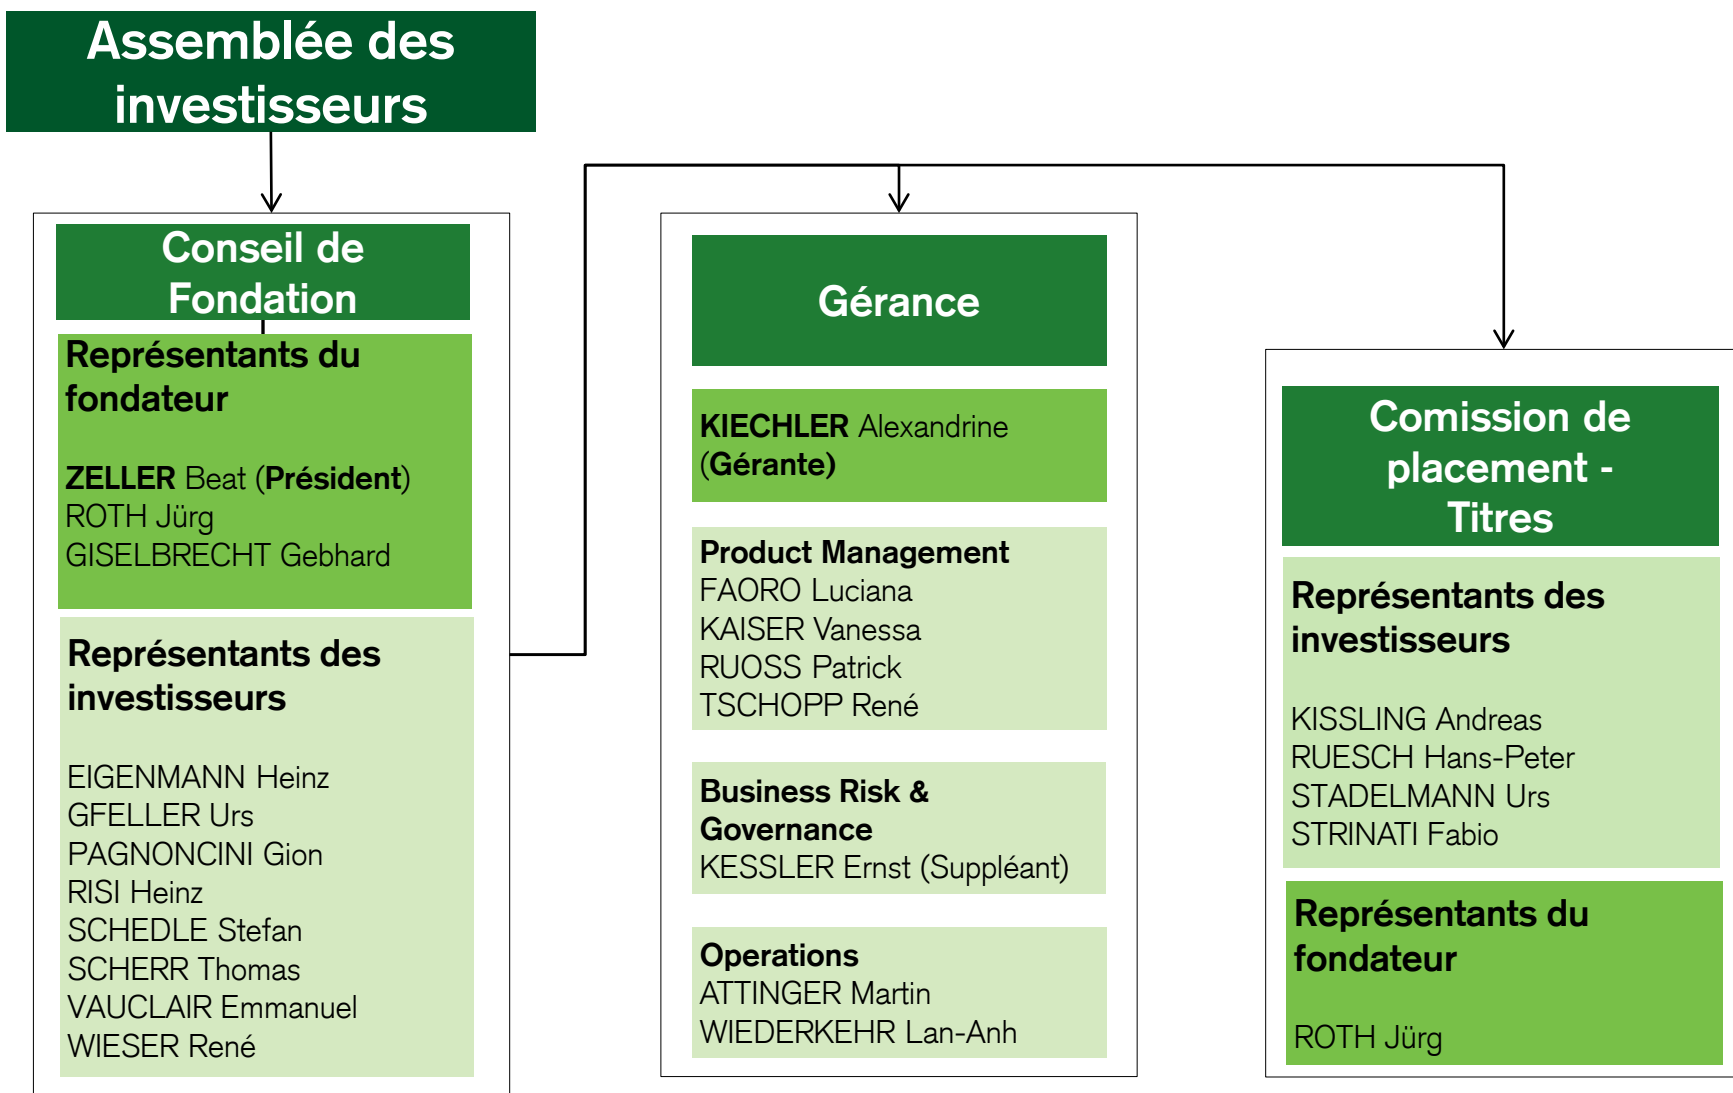 Assemblée des
investisseurs
Conseil de
Fondation
Représentants du
fondateur
ZELLER Beat (Président)
ROTH Jürg
GISELBRECHT Gebhard
Représentants des
investisseurs
EIGENMANN Heinz
GFELLER Urs
PAGNONCINI Gion
RISI Heinz
SCHEDLE Stefan
SCHERR Thomas
VAUCLAIR Emmanuel
WIESER René
Gérance
KIECHLER Alexandrine
(Gérante)
Product Management
FAORO Luciana
KAISER Vanessa
RUOSS Patrick
TSCHOPP René
Business Risk &
Governance
KESSLER Ernst (Suppléant)
Operations
ATTINGER Martin
WIEDERKEHR Lan-Anh
Comission de
placement -
Titres
Représentants des
investisseurs
KISSLING Andreas
RUESCH Hans-Peter
STADELMANN Urs
STRINATI Fabio
Représentants du
fondateur
ROTH Jürg